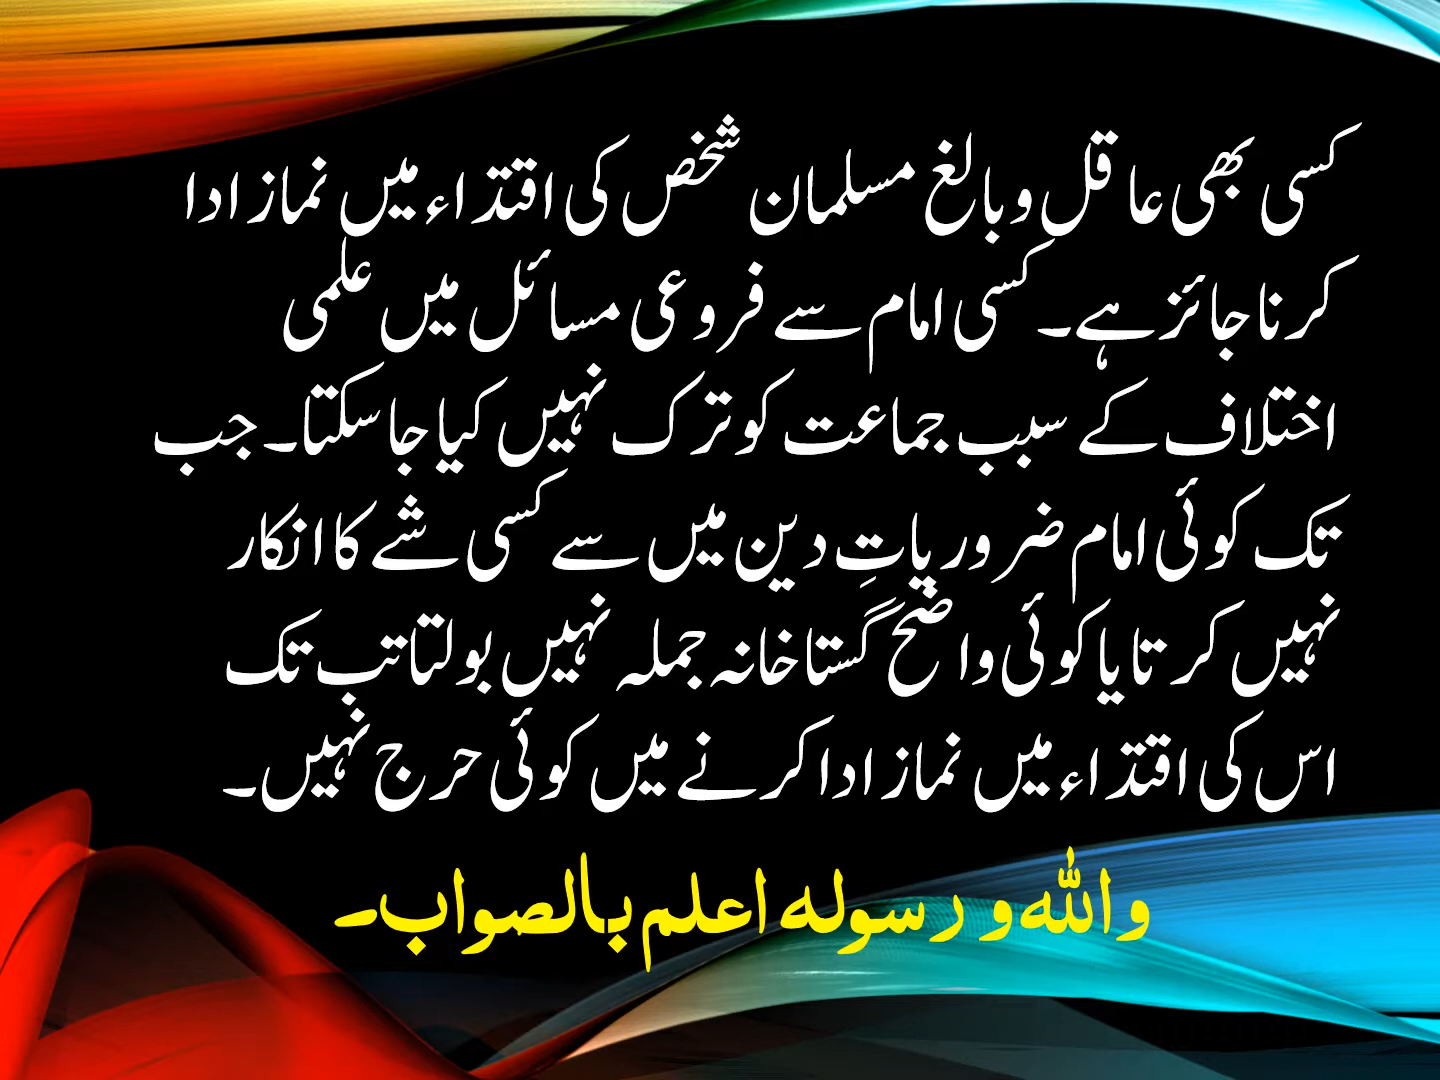 کسی بھی عاقل و بالغ مسلمان شخص کی اقتداء میں نماز ادا
کرنا جائز ہے۔ کسی امام سے فروعی مسائل میں علمی
اختلاف کے سبب جماعت کو ترک نہیں کیا جا سکتا۔ جب
تک کوئی امام ضروریاتِ دین میں سے کسی شے کا انکار
نہیں کرتا یا کوئی واضح گستاخانہ جملہ نہیں بولتا تب تک
اس کی اقتداء میں نماز ادا کرنے میں کوئی حرج نہیں۔
واللہ و رسولہ اعلم بالصواب۔